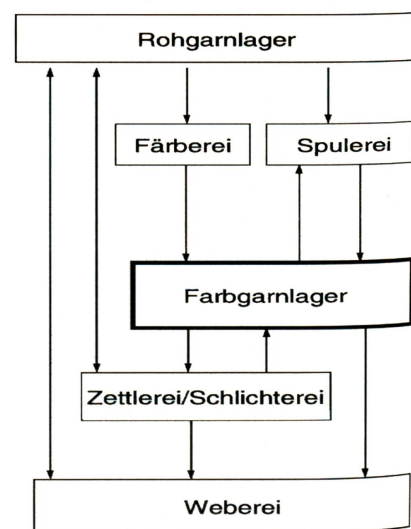 Rohgarnlager
Färberei
Spulerei
Farbgarnlager
Zettlerei/Schlichterei
Weberei